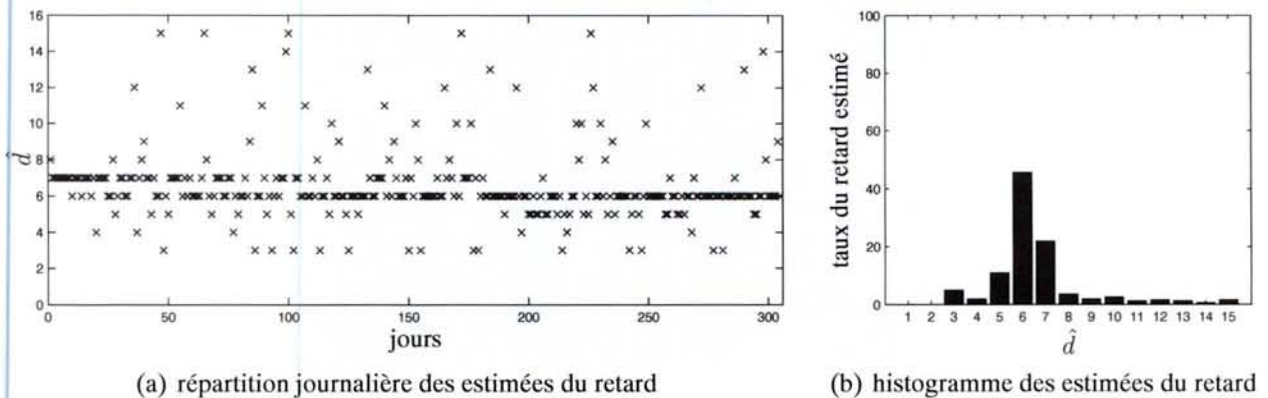 16
14
12
10
8
6
4
2
0
d̂
0 50 100 150 200 250 300
jours
(a) répartition journalière des estimées du retard
100
80
60
40
20
0
taux du retard estimé
1 2 3 4 5 6 7 8 9 10 11 12 13 14 15
d̂
(b) histogramme des estimées du retard